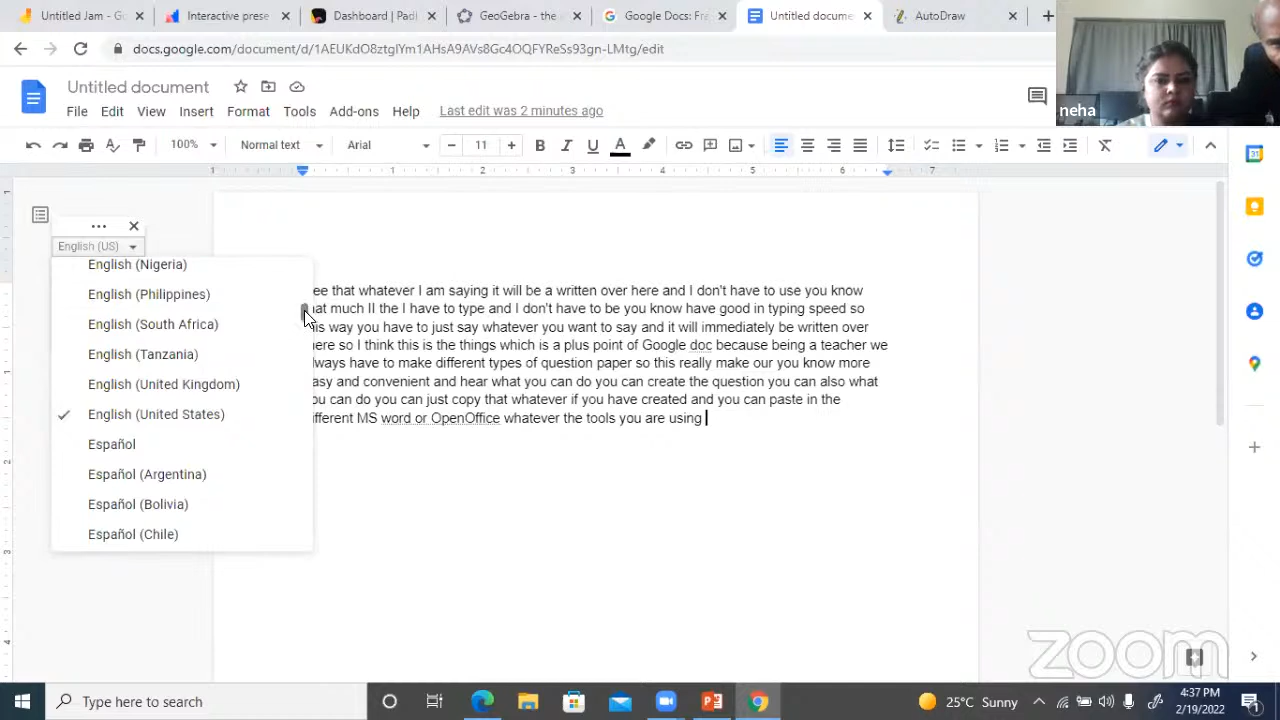 Untitled Jam - G
Interactive prese
Dashboard | Padl
GeoGebra - the
Google Docs: Fre
Untitled docume
AutoDraw
docs.google.com/document/d/1AEUKdO8ztglYm1AHsA9AVs8Gc4OQFYReSs93gn-LMtg/edit
Untitled document
File Edit View Insert Format Tools Add-ons Help Last edit was 2 minutes ago
neha
100% Normal text Arial 11 B I U A
1 1 2 3 4 5 6 7
English (US)
English (Nigeria)
English (Philippines)
English (South Africa)
English (Tanzania)
English (United Kingdom)
English (United States)
Español
Español (Argentina)
Español (Bolivia)
Español (Chile)
ee that whatever I am saying it will be a written over here and I don't have to use you know
hat much II the I have to type and I don't have to be you know have good in typing speed so
is way you have to just say whatever you want to say and it will immediately be written over
here so I think this is the things which is a plus point of Google doc because being a teacher we
lways have to make different types of question paper so this really make our you know more
easy and convenient and hear what you can do you can create the question you can also what
ou can do you can just copy that whatever if you have created and you can paste in the
ifferent MS word or OpenOffice whatever the tools you are using
zoom
Type here to search
25°C Sunny
4:37 PM
2/19/2022